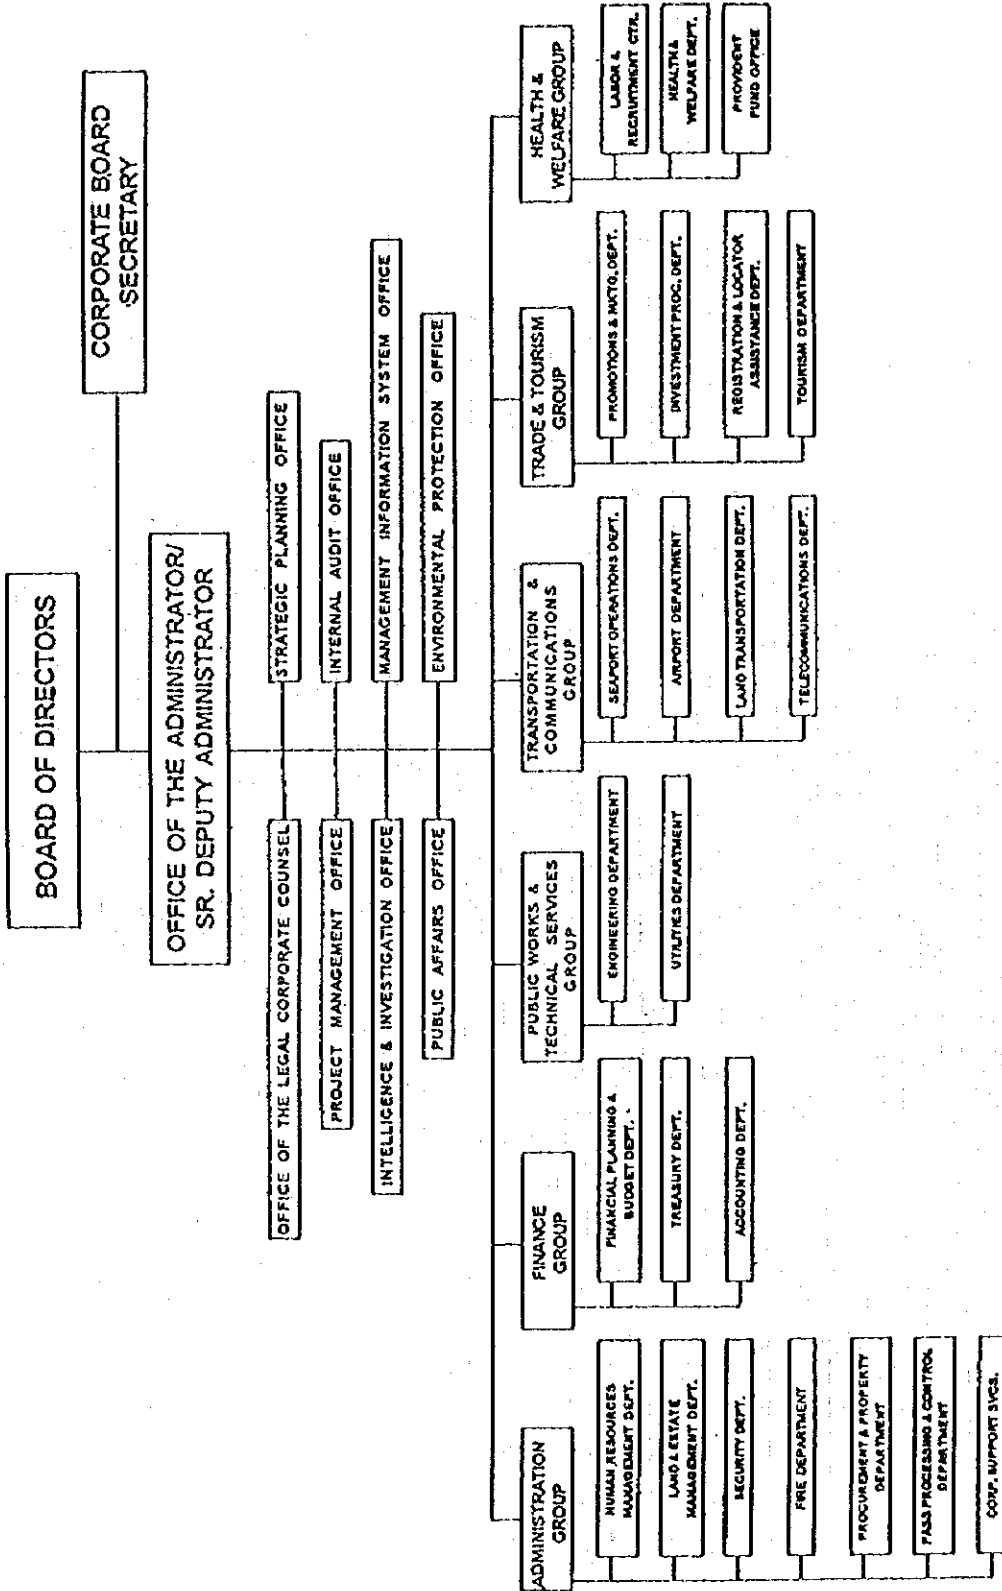 BOARD OF DIRECTORS
CORPORATE BOARD
SECRETARY
OFFICE OF THE ADMINISTRATOR/
SR. DEPUTY ADMINISTRATOR
OFFICE OF THE LEGAL CORPORATE COUNSEL
STRATEGIC PLANNING OFFICE
PROJECT MANAGEMENT OFFICE
INTERNAL AUDIT OFFICE
INTELLIGENCE & INVESTIGATION OFFICE
MANAGEMENT INFORMATION SYSTEM OFFICE
PUBLIC AFFAIRS OFFICE
ENVIRONMENTAL PROTECTION OFFICE
ADMINISTRATION
GROUP
HUMAN RESOURCES
MANAGEMENT DEPT.
LAND & ESTATE
MANAGEMENT DEPT.
SECURITY DEPT.
FIRE DEPARTMENT
PROCUREMENT & PROPERTY
DEPARTMENT
PASS PROCESSING & CONTROL
DEPARTMENT
CORP. SUPPORT SVCS.
FINANCE
GROUP
FINANCIAL PLANNING &
BUDGET DEPT.
TREASURY DEPT.
ACCOUNTING DEPT.
PUBLIC WORKS &
TECHNICAL SERVICES
GROUP
ENGINEERING DEPARTMENT
UTILITIES DEPARTMENT
TRANSPORTATION &
COMMUNICATIONS
GROUP
SEAPORT OPERATIONS DEPT.
AIRPORT DEPARTMENT
LAND TRANSPORTATION DEPT.
TELECOMMUNICATIONS DEPT.
TRADE & TOURISM
GROUP
PROMOTIONS & MKTG. DEPT.
INVESTMENT PROC. DEPT.
REGISTRATION & LOCATOR
ASSISTANCE DEPT.
TOURISM DEPARTMENT
HEALTH &
WELFARE GROUP
LABOR &
RECRUITMENT CTR.
HEALTH &
WELFARE DEPT.
PROVIDENT
FUND OFFICE